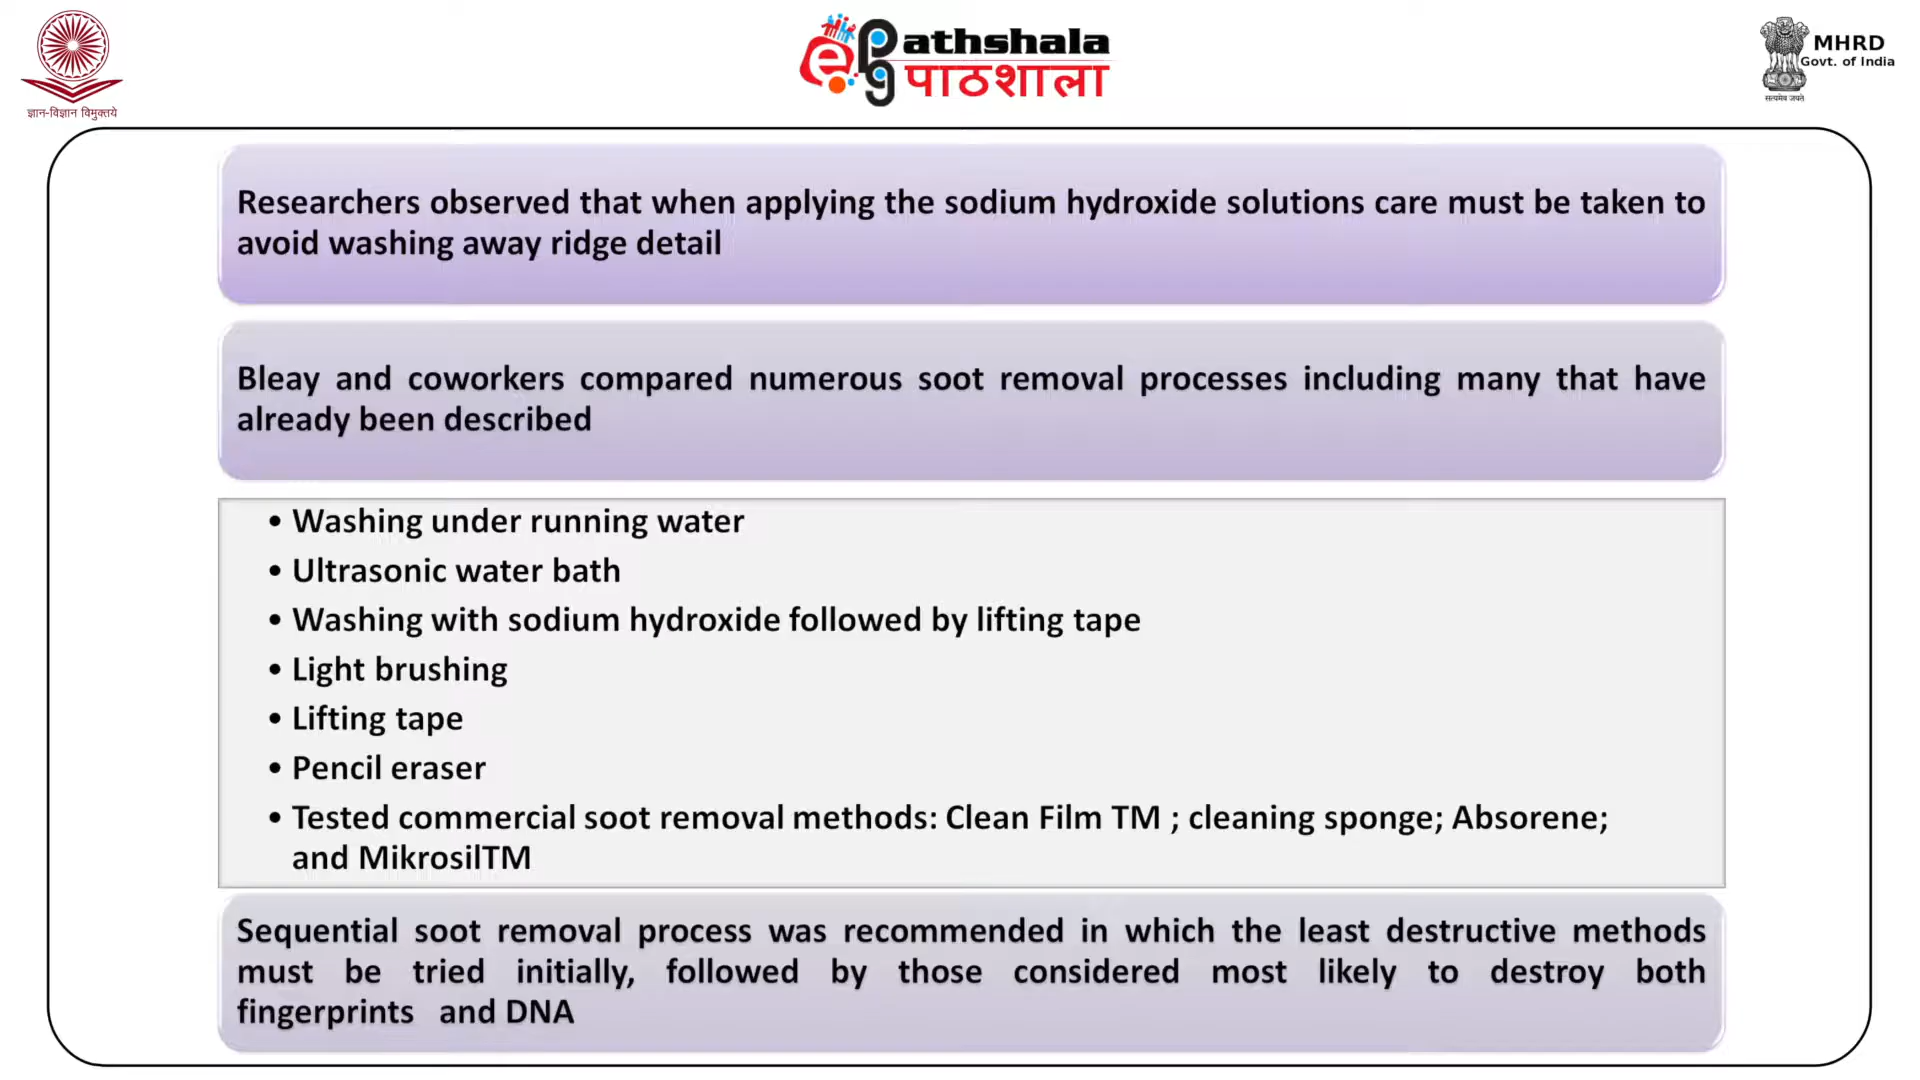 ज्ञान-विज्ञान विमुक्तये
ePG athshala
पाठशाला
MHRD
Govt. of India
सत्यमेव जयते
Researchers observed that when applying the sodium hydroxide solutions care must be taken to
avoid washing away ridge detail
Bleay and coworkers compared numerous soot removal processes including many that have
already been described
• Washing under running water
• Ultrasonic water bath
• Washing with sodium hydroxide followed by lifting tape
• Light brushing
• Lifting tape
• Pencil eraser
• Tested commercial soot removal methods: Clean Film TM ; cleaning sponge; Absorene;
and MikrosilTM
Sequential soot removal process was recommended in which the least destructive methods
must be tried initially, followed by those considered most likely to destroy both
fingerprints and DNA